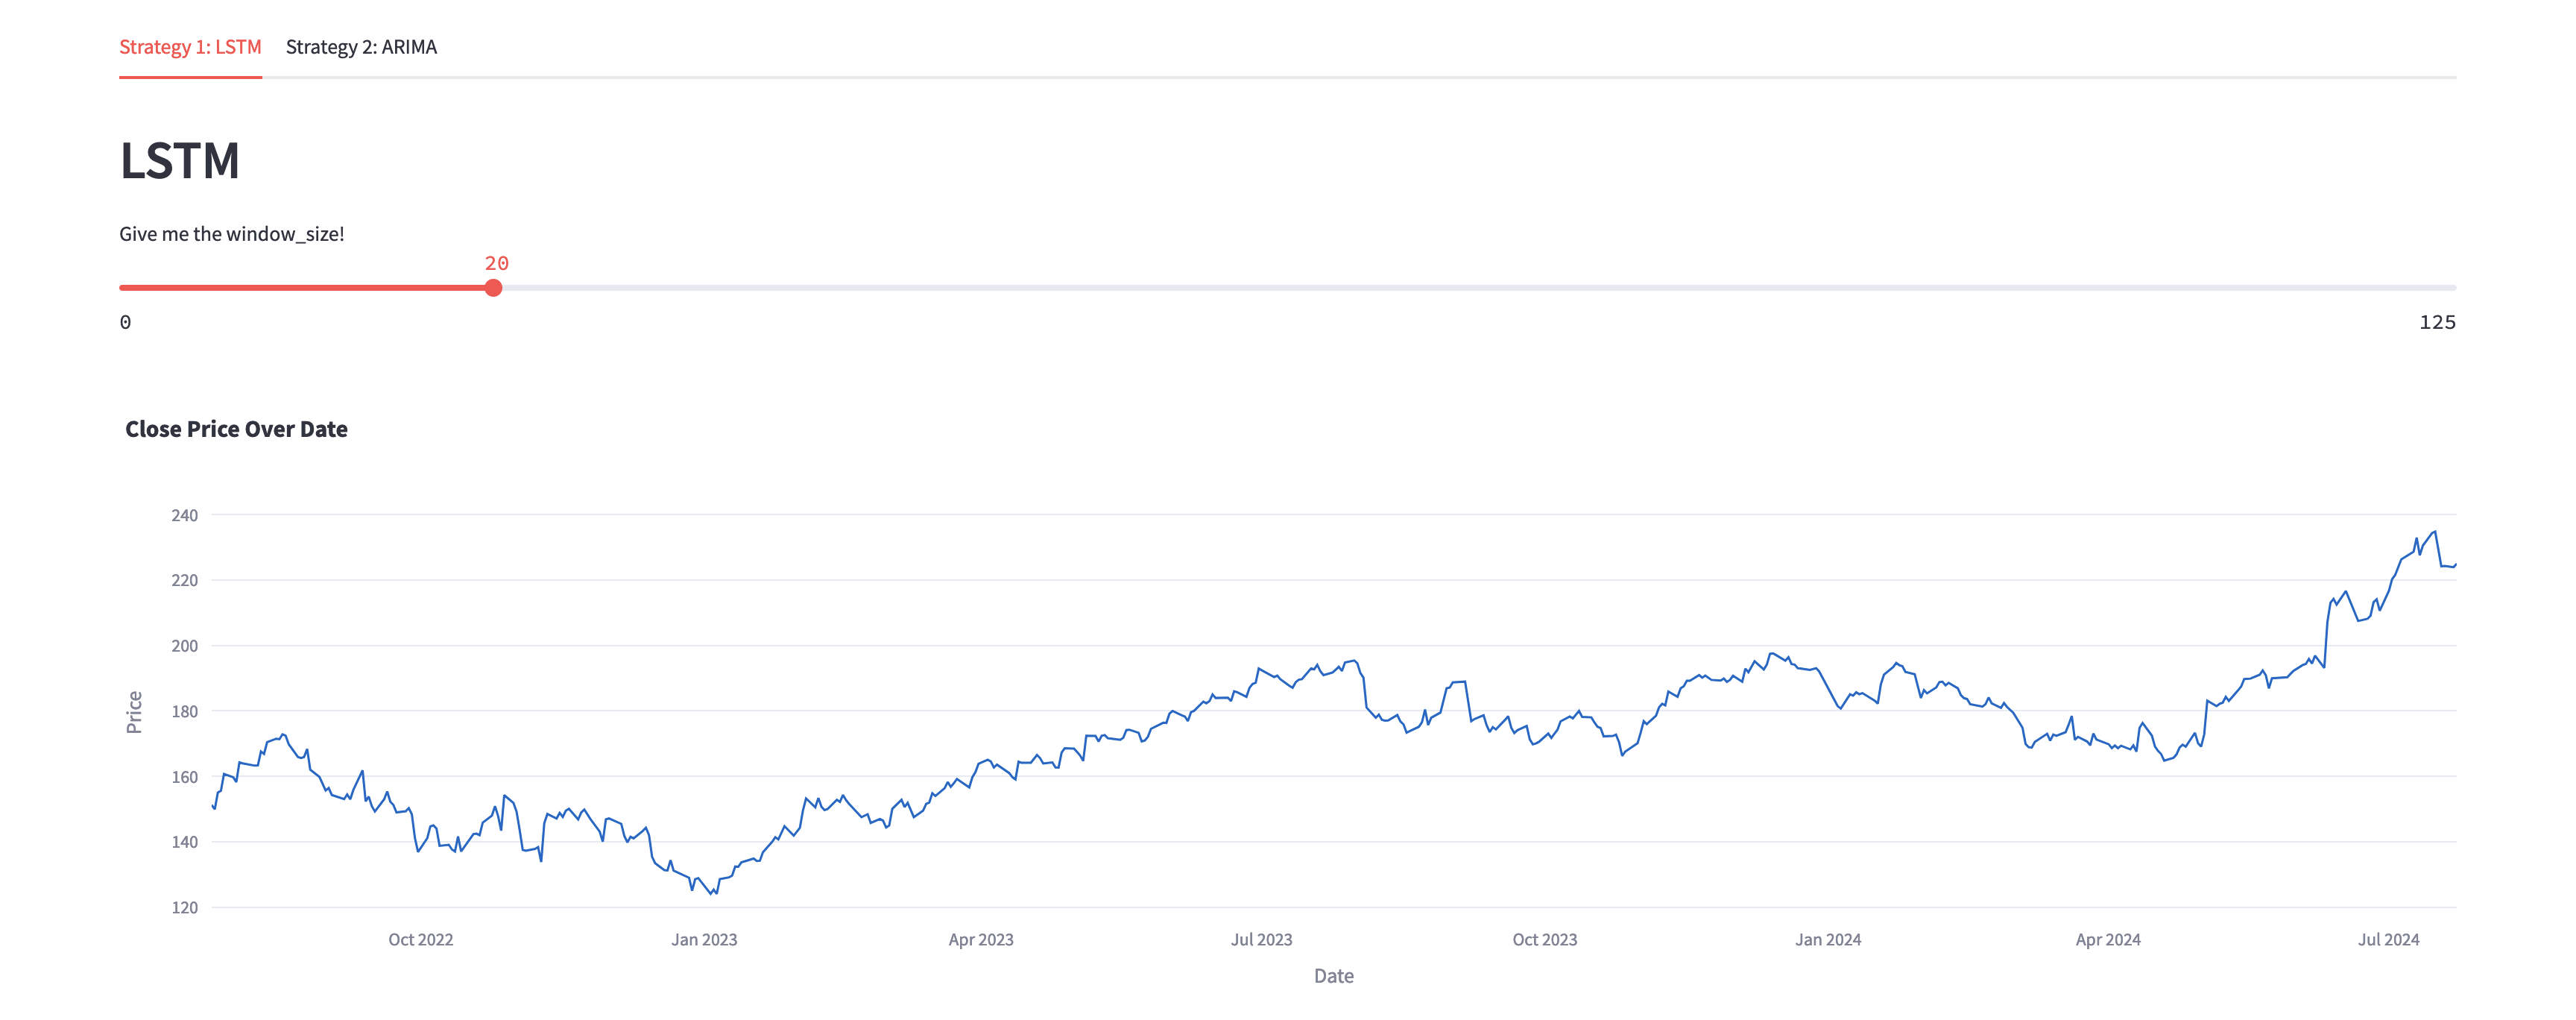 Strategy 1: LSTM Strategy 2: ARIMA
LSTM
Give me the window_size!
20
0 125
Close Price Over Date
240
220
200
180
160
140
120
Price
Oct 2022 Jan 2023 Apr 2023 Jul 2023 Oct 2023 Jan 2024 Apr 2024 Jul 2024
Date